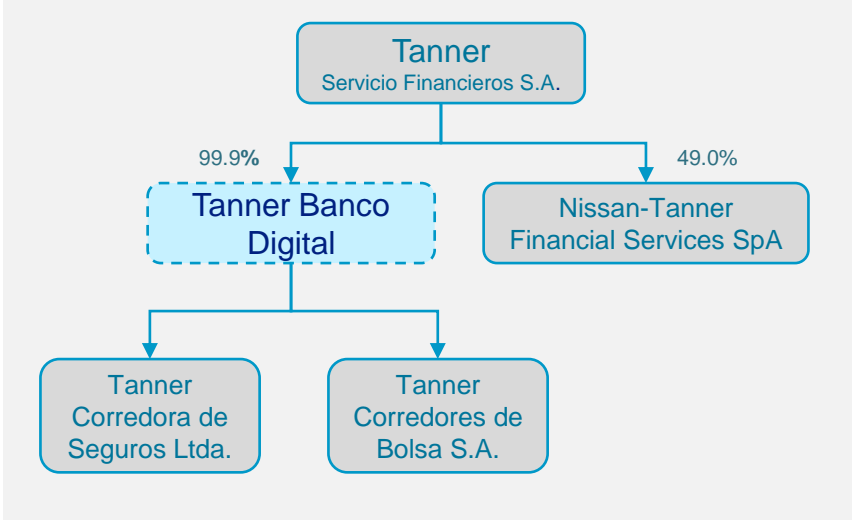 Tanner
Servicio Financieros S.A.
99.9%
49.0%
Tanner Banco
Digital
Nissan-Tanner
Financial Services SpA
Tanner
Corredora de
Seguros Ltda.
Tanner
Corredores de
Bolsa S.A.